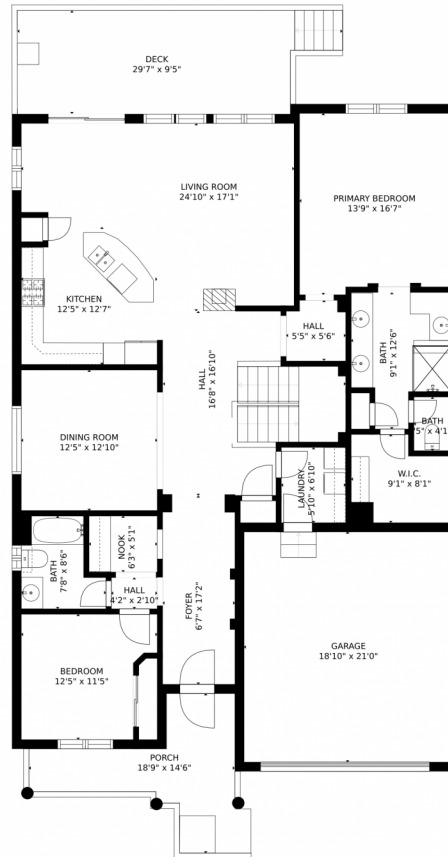 DECK
29'7" x 9'5"
LIVING ROOM
24'10" x 17'1"
PRIMARY BEDROOM
13'9" x 16'7"
KITCHEN
12'5" x 12'7"
HALL
16'8" x 16'10"
HALL
5'5" x 5'6"
BATH
9'1" x 12'6"
DINING ROOM
12'5" x 12'10"
BATH
W.I.C.
9'1" x 8'1"
LAUNDRY
5'10" x 6'10"
BATH
7'8" x 8'6"
NOOK
6'3" x 5'1"
HALL
4'2" x 2'10"
FOYER
6'7" x 17'2"
GARAGE
18'10" x 21'0"
BEDROOM
12'5" x 11'5"
PORCH
18'9" x 14'6"